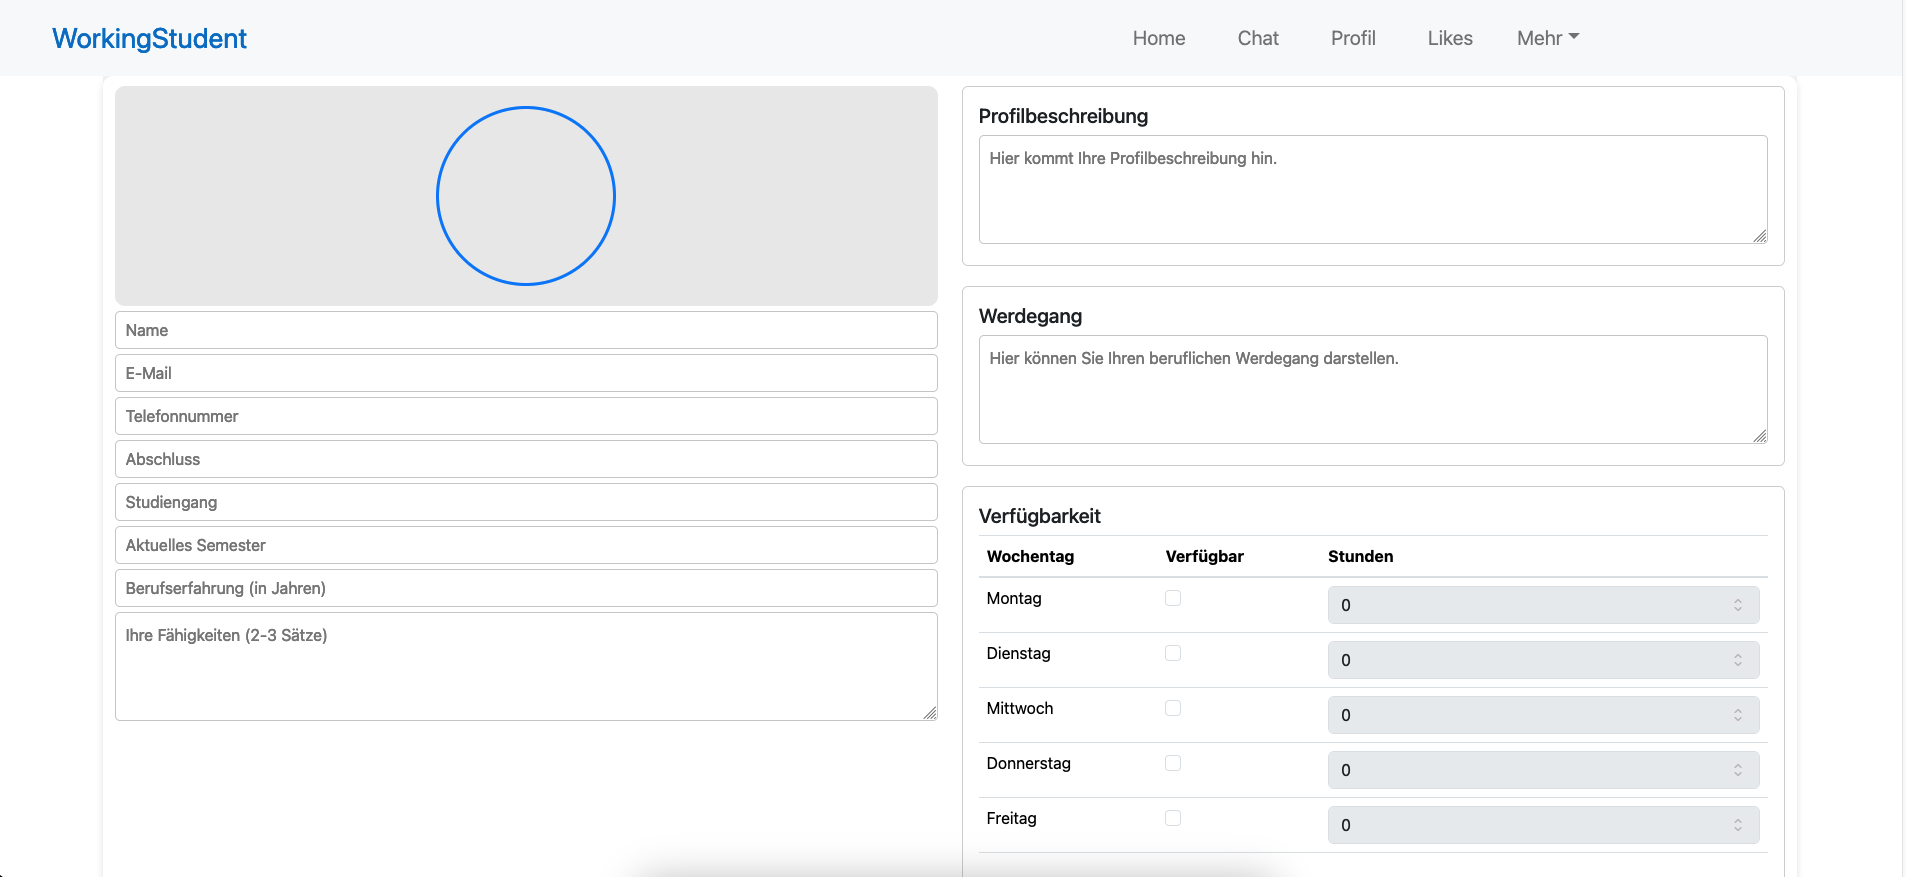 WorkingStudent
Home
Chat
Profil
Likes
Mehr
Name
E-Mail
Telefonnummer
Abschluss
Studiengang
Aktuelles Semester
Berufserfahrung (in Jahren)
Ihre Fähigkeiten (2-3 Sätze)
Profilbeschreibung
Hier kommt Ihre Profilbeschreibung hin.
Werdegang
Hier können Sie Ihren beruflichen Werdegang darstellen.
Verfügbarkeit
Wochentag Verfügbar Stunden
Montag 0
Dienstag 0
Mittwoch 0
Donnerstag 0
Freitag 0